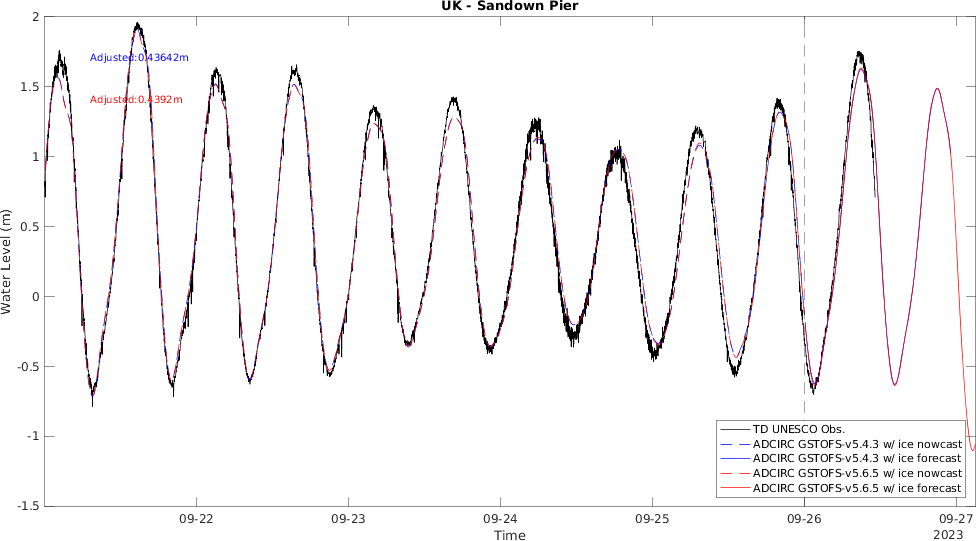 UK - Sandown Pier
2
1.5
1
0.5
0
-0.5
-1
-1.5
Water Level (m)
Adjusted:0.43642m
Adjusted:0.4392m
TD UNESCO Obs.
ADCIRC GSTOFS-v5.4.3 w/ ice nowcast
ADCIRC GSTOFS-v5.4.3 w/ ice forecast
ADCIRC GSTOFS-v5.6.5 w/ ice nowcast
ADCIRC GSTOFS-v5.6.5 w/ ice forecast
09-22 09-23 09-24 09-25 09-26 09-27
Time 2023